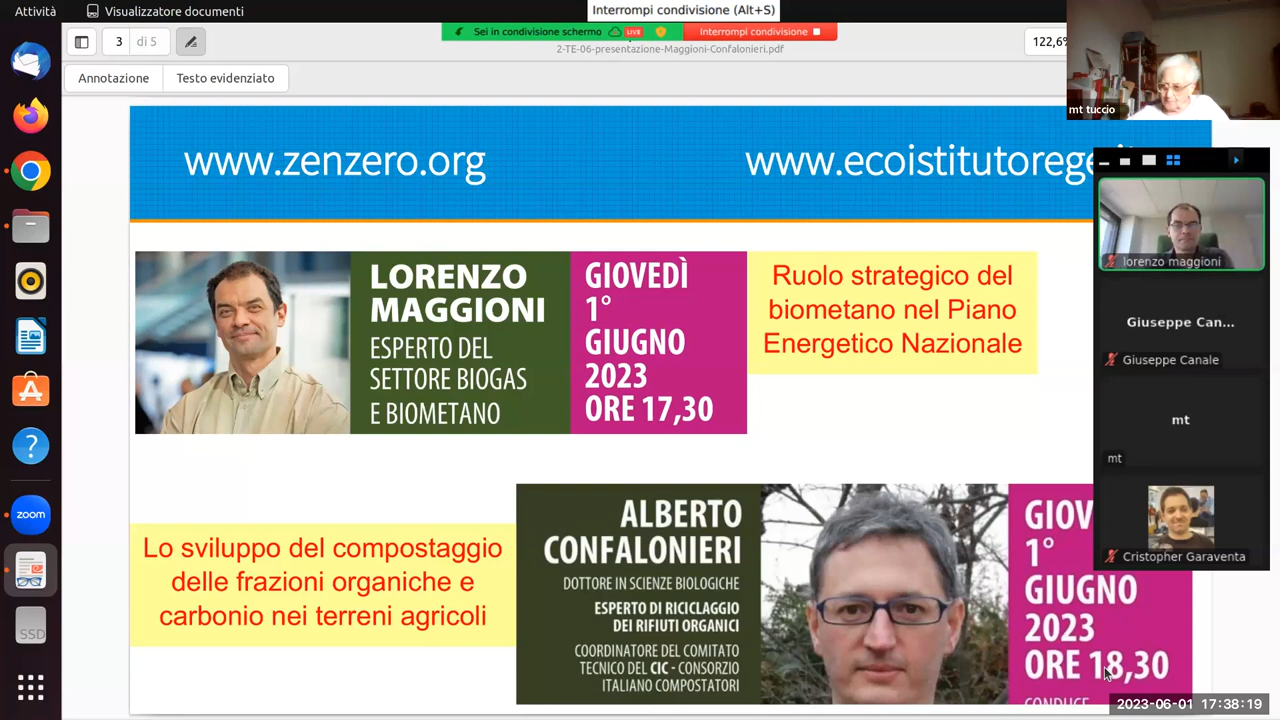 Attività
Visualizzatore documenti
Interrompi condivisione (Alt+S)
Sei in condivisione schermo
LIVE
Interrompi condivisione
3
di 5
2-TE-06-presentazione-Maggioni-Confalonieri.pdf
122,6%
Annotazione
Testo evidenziato
mt tuccio
www.zenzero.org
www.ecoistitutorege
LORENZO
MAGGIONI
ESPERTO DEL
SETTORE BIOGAS
E BIOMETANO
GIOVEDÌ
1°
GIUGNO
2023
ORE 17,30
Ruolo strategico del
biometano nel Piano
Energetico Nazionale
lorenzo maggioni
Giuseppe Can...
Giuseppe Canale
mt
mt
Cristopher Garaventa
Lo sviluppo del compostaggio
delle frazioni organiche e
carbonio nei terreni agricoli
ALBERTO
CONFALONIERI
DOTTORE IN SCIENZE BIOLOGICHE
ESPERTO DI RICICLAGGIO
DEI RIFIUTI ORGANICI
COORDINATORE DEL COMITATO
TECNICO DEL CIC - CONSORZIO
ITALIANO COMPOSTATORI
GIOV
1°
GIUGNO
2023
ORE 18,30
CONDUCE
zoom
SSD
2023-06-01 17:38:19